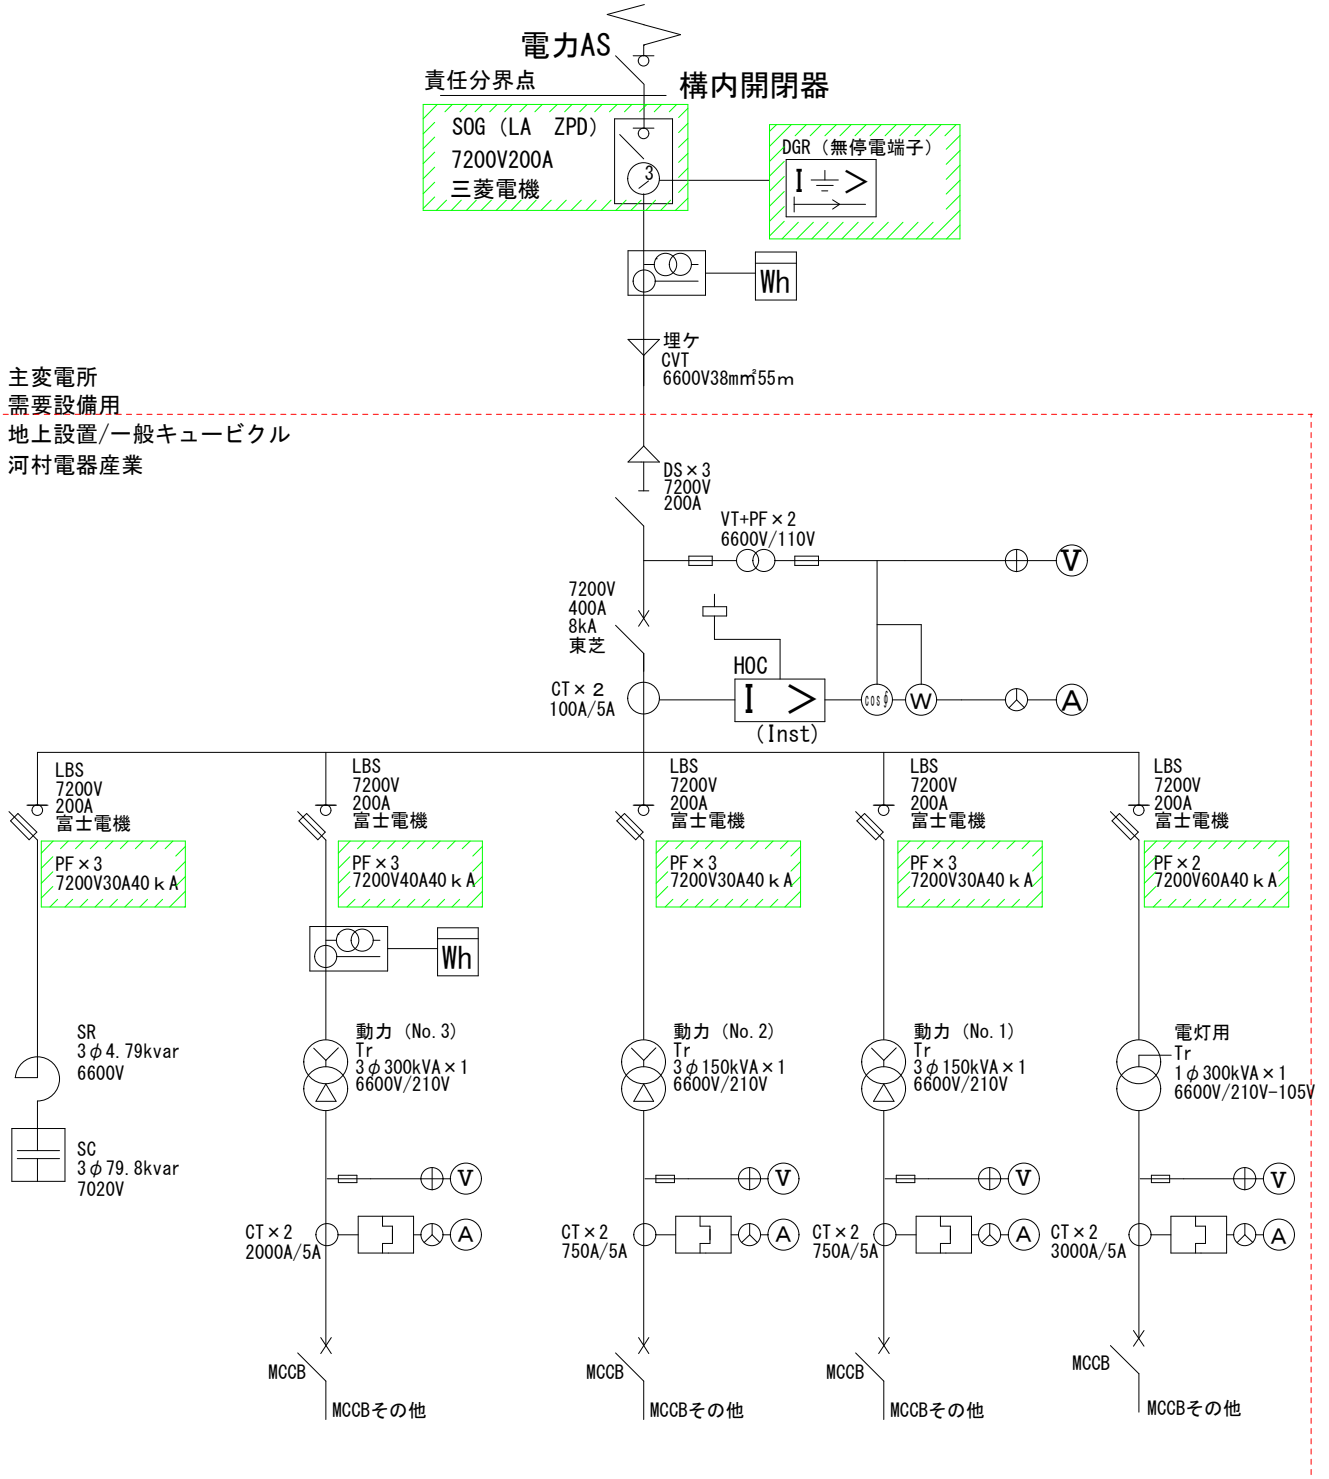 電力AS
責任分界点
構内開閉器
SOG (LA ZPD)
7200V200A
三菱電機
3
DGR (無停電端子)
I >
Wh
埋ケ
CVT
6600V38m㎡55m
主変電所
需要設備用
地上設置/一般キュービクル
河村電器産業
DS×3
7200V
200A
VT+PF×2
6600V/110V
V
7200V
400A
8kA
東芝
HOC
I >
(Inst)
CT×2
100A/5A
cosφ
W
A
LBS
7200V
200A
富士電機
PF×3
7200V30A40ｋA
LBS
7200V
200A
富士電機
PF×3
7200V40A40ｋA
LBS
7200V
200A
富士電機
PF×3
7200V30A40ｋA
LBS
7200V
200A
富士電機
PF×3
7200V30A40ｋA
LBS
7200V
200A
富士電機
PF×2
7200V60A40ｋA
Wh
SR
3φ4.79kvar
6600V
SC
3φ79.8kvar
7020V
動力 (No.3)
Tr
3φ300kVA×1
6600V/210V
動力 (No.2)
Tr
3φ150kVA×1
6600V/210V
動力 (No.1)
Tr
3φ150kVA×1
6600V/210V
電灯用
Tr
1φ300kVA×1
6600V/210V-105V
V
V
V
V
CT×2
2000A/5A
A
CT×2
750A/5A
A
CT×2
750A/5A
A
CT×2
3000A/5A
A
MCCB
MCCBその他
MCCB
MCCBその他
MCCB
MCCBその他
MCCB
MCCBその他